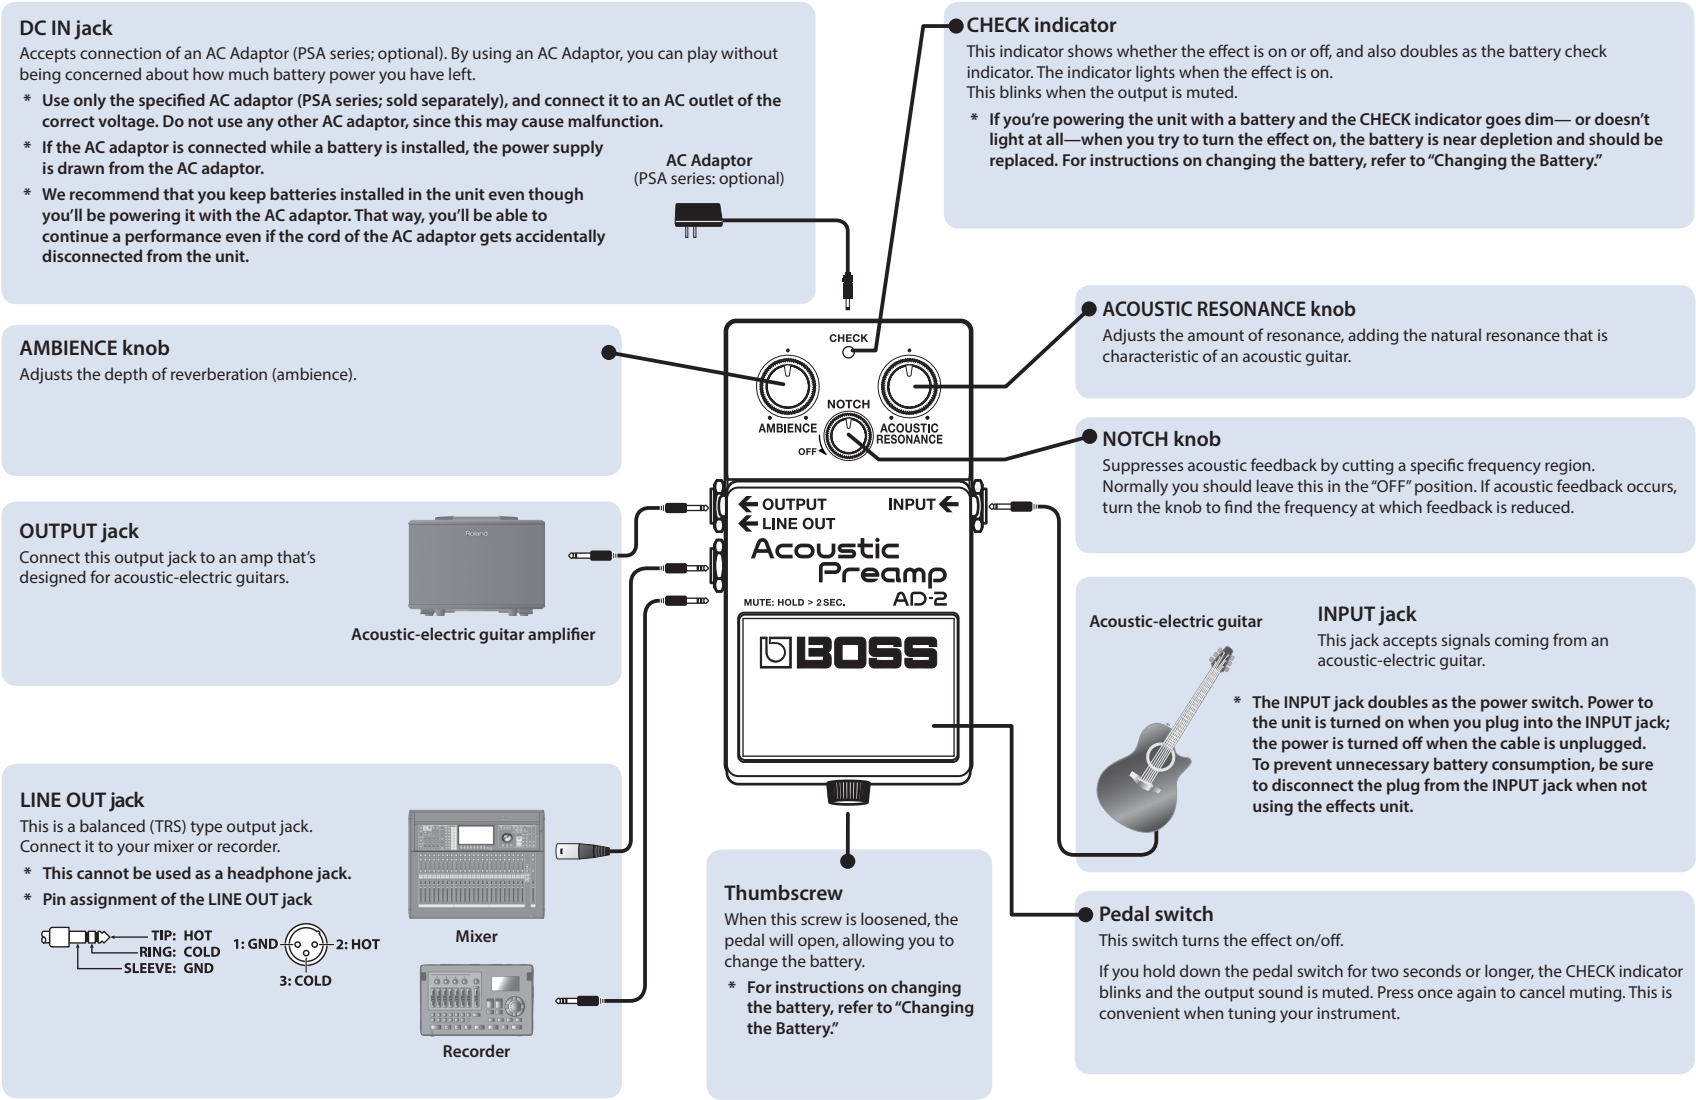 DC IN jack
Accepts connection of an AC Adaptor (PSA series; optional). By using an AC Adaptor, you can play without
being concerned about how much battery power you have left.
* Use only the specified AC adaptor (PSA series; sold separately), and connect it to an AC outlet of the
correct voltage. Do not use any other AC adaptor, since this may cause malfunction.
* If the AC adaptor is connected while a battery is installed, the power supply
is drawn from the AC adaptor.
* We recommend that you keep batteries installed in the unit even though
you'll be powering it with the AC adaptor. That way, you'll be able to
continue a performance even if the cord of the AC adaptor gets accidentally
disconnected from the unit.
AC Adaptor
(PSA series: optional)
CHECK indicator
This indicator shows whether the effect is on or off, and also doubles as the battery check
indicator. The indicator lights when the effect is on.
This blinks when the output is muted.
* If you're powering the unit with a battery and the CHECK indicator goes dim— or doesn't
light at all—when you try to turn the effect on, the battery is near depletion and should be
replaced. For instructions on changing the battery, refer to “Changing the Battery.”
AMBIENCE knob
Adjusts the depth of reverberation (ambience).
ACOUSTIC RESONANCE knob
Adjusts the amount of resonance, adding the natural resonance that is
characteristic of an acoustic guitar.
NOTCH knob
Suppresses acoustic feedback by cutting a specific frequency region.
Normally you should leave this in the “OFF” position. If acoustic feedback occurs,
turn the knob to find the frequency at which feedback is reduced.
CHECK
NOTCH
AMBIENCE
ACOUSTIC
RESONANCE
OFF
OUTPUT
INPUT
LINE OUT
Acoustic
Preamp
MUTE: HOLD > 2 SEC.
AD-2
BOSS
OUTPUT jack
Connect this output jack to an amp that's
designed for acoustic-electric guitars.
Roland
Acoustic-electric guitar amplifier
Acoustic-electric guitar
INPUT jack
This jack accepts signals coming from an
acoustic-electric guitar.
* The INPUT jack doubles as the power switch. Power to
the unit is turned on when you plug into the INPUT jack;
the power is turned off when the cable is unplugged.
To prevent unnecessary battery consumption, be sure
to disconnect the plug from the INPUT jack when not
using the effects unit.
LINE OUT jack
This is a balanced (TRS) type output jack.
Connect it to your mixer or recorder.
* This cannot be used as a headphone jack.
* Pin assignment of the LINE OUT jack
TIP: HOT
RING: COLD
SLEEVE: GND
1: GND
2: HOT
3: COLD
Mixer
Recorder
Thumbscrew
When this screw is loosened, the
pedal will open, allowing you to
change the battery.
* For instructions on changing
the battery, refer to “Changing
the Battery.”
Pedal switch
This switch turns the effect on/off.
If you hold down the pedal switch for two seconds or longer, the CHECK indicator
blinks and the output sound is muted. Press once again to cancel muting. This is
convenient when tuning your instrument.